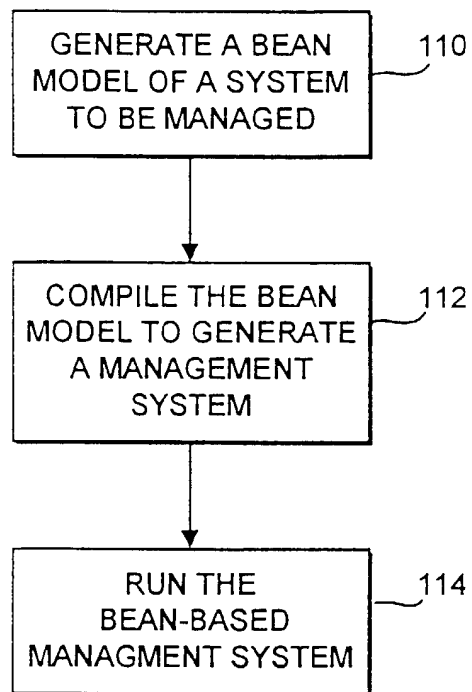 GENERATE A BEAN
MODEL OF A SYSTEM
TO BE MANAGED
110
COMPILE THE BEAN
MODEL TO GENERATE
A MANAGEMENT
SYSTEM
112
RUN THE
BEAN-BASED
MANAGMENT SYSTEM
114